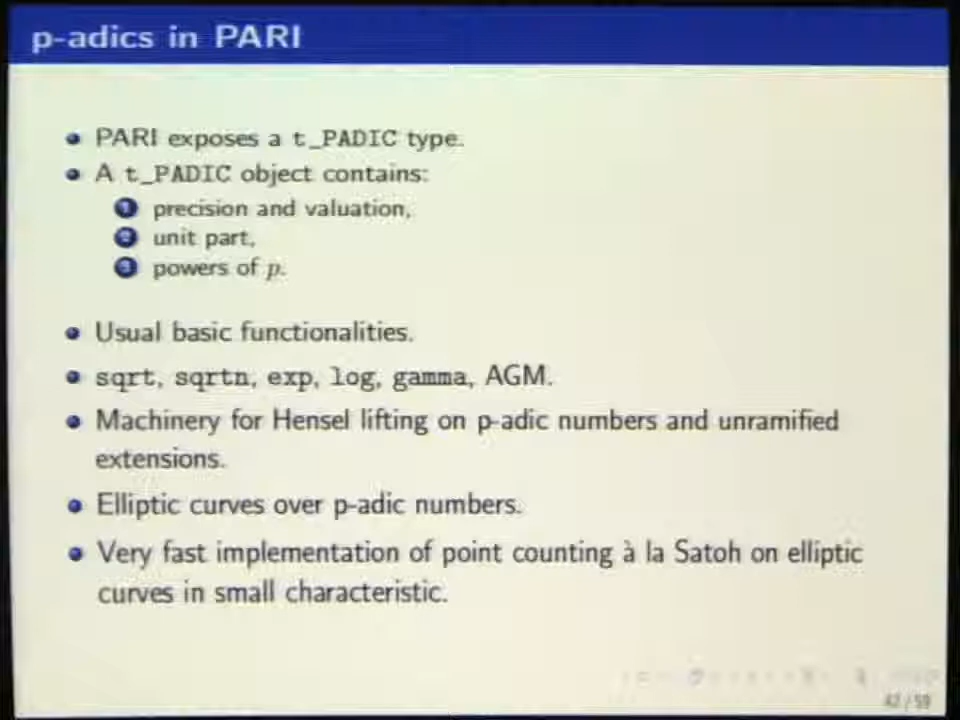 p-adics in PARI
PARI exposes a t_PADIC type.
A t_PADIC object contains:
1 precision and valuation,
2 unit part,
3 powers of p.
Usual basic functionalities.
sqrt, sqrtn, exp, log, gamma, AGM.
Machinery for Hensel lifting on p-adic numbers and unramified
extensions.
Elliptic curves over p-adic numbers.
Very fast implementation of point counting à la Satoh on elliptic
curves in small characteristic.